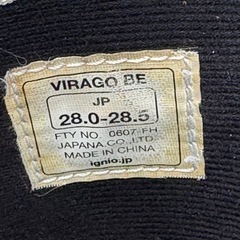 VIRAGO BE
JP
28.0-28.5
FTY NO. 0607-FH
JAPANA CO.,LTD.
MADE IN CHINA
ignio.jp